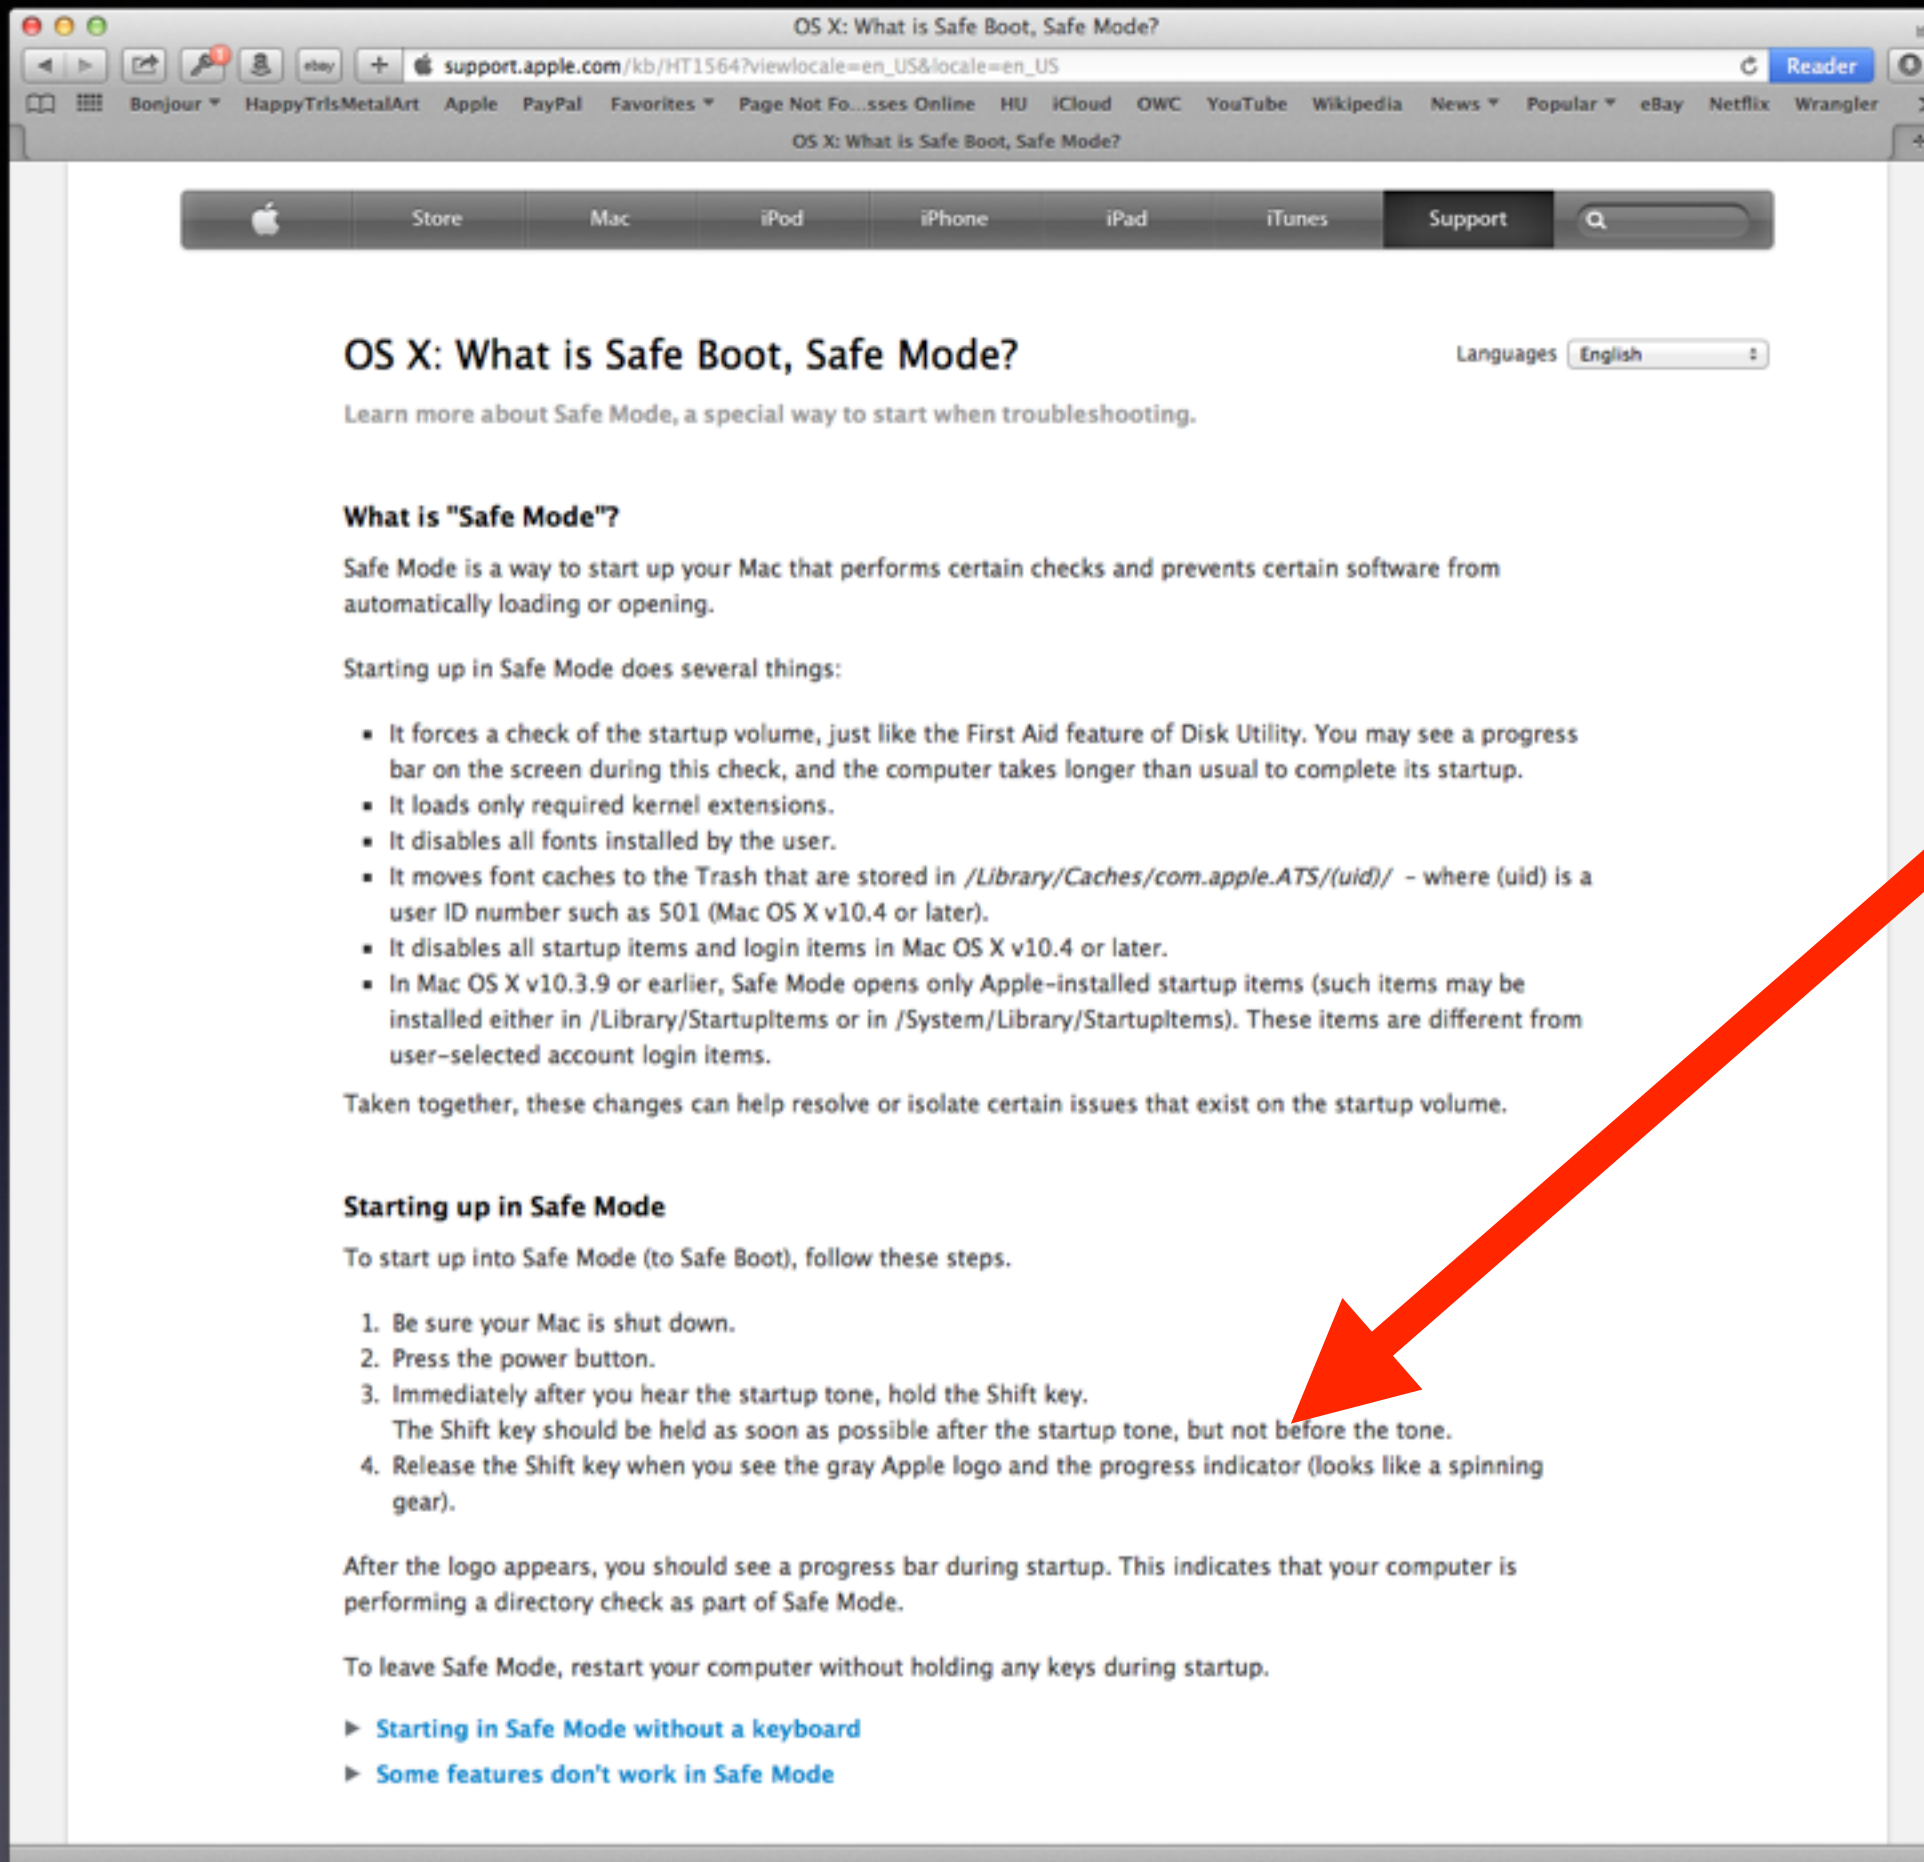 OS X: What is Safe Boot, Safe Mode?
1
ebay + support.apple.com/kb/HT1564?viewlocale=en_US&locale=en_US Reader
Bonjour HappyTrlsMetalArt Apple PayPal Favorites Page Not Fo...sses Online HU iCloud OWC YouTube Wikipedia News Popular eBay Netflix Wrangler
OS X: What is Safe Boot, Safe Mode?
Store Mac iPod iPhone iPad iTunes Support
OS X: What is Safe Boot, Safe Mode?
Languages English
Learn more about Safe Mode, a special way to start when troubleshooting.
What is "Safe Mode"?
Safe Mode is a way to start up your Mac that performs certain checks and prevents certain software from
automatically loading or opening.
Starting up in Safe Mode does several things:
▪ It forces a check of the startup volume, just like the First Aid feature of Disk Utility. You may see a progress
bar on the screen during this check, and the computer takes longer than usual to complete its startup.
▪ It loads only required kernel extensions.
▪ It disables all fonts installed by the user.
▪ It moves font caches to the Trash that are stored in /Library/Caches/com.apple.ATS/(uid)/ - where (uid) is a
user ID number such as 501 (Mac OS X v10.4 or later).
▪ It disables all startup items and login items in Mac OS X v10.4 or later.
▪ In Mac OS X v10.3.9 or earlier, Safe Mode opens only Apple-installed startup items (such items may be
installed either in /Library/StartupItems or in /System/Library/StartupItems). These items are different from
user-selected account login items.
Taken together, these changes can help resolve or isolate certain issues that exist on the startup volume.
Starting up in Safe Mode
To start up into Safe Mode (to Safe Boot), follow these steps.
1. Be sure your Mac is shut down.
2. Press the power button.
3. Immediately after you hear the startup tone, hold the Shift key.
The Shift key should be held as soon as possible after the startup tone, but not before the tone.
4. Release the Shift key when you see the gray Apple logo and the progress indicator (looks like a spinning
gear).
After the logo appears, you should see a progress bar during startup. This indicates that your computer is
performing a directory check as part of Safe Mode.
To leave Safe Mode, restart your computer without holding any keys during startup.
▶ Starting in Safe Mode without a keyboard
▶ Some features don't work in Safe Mode